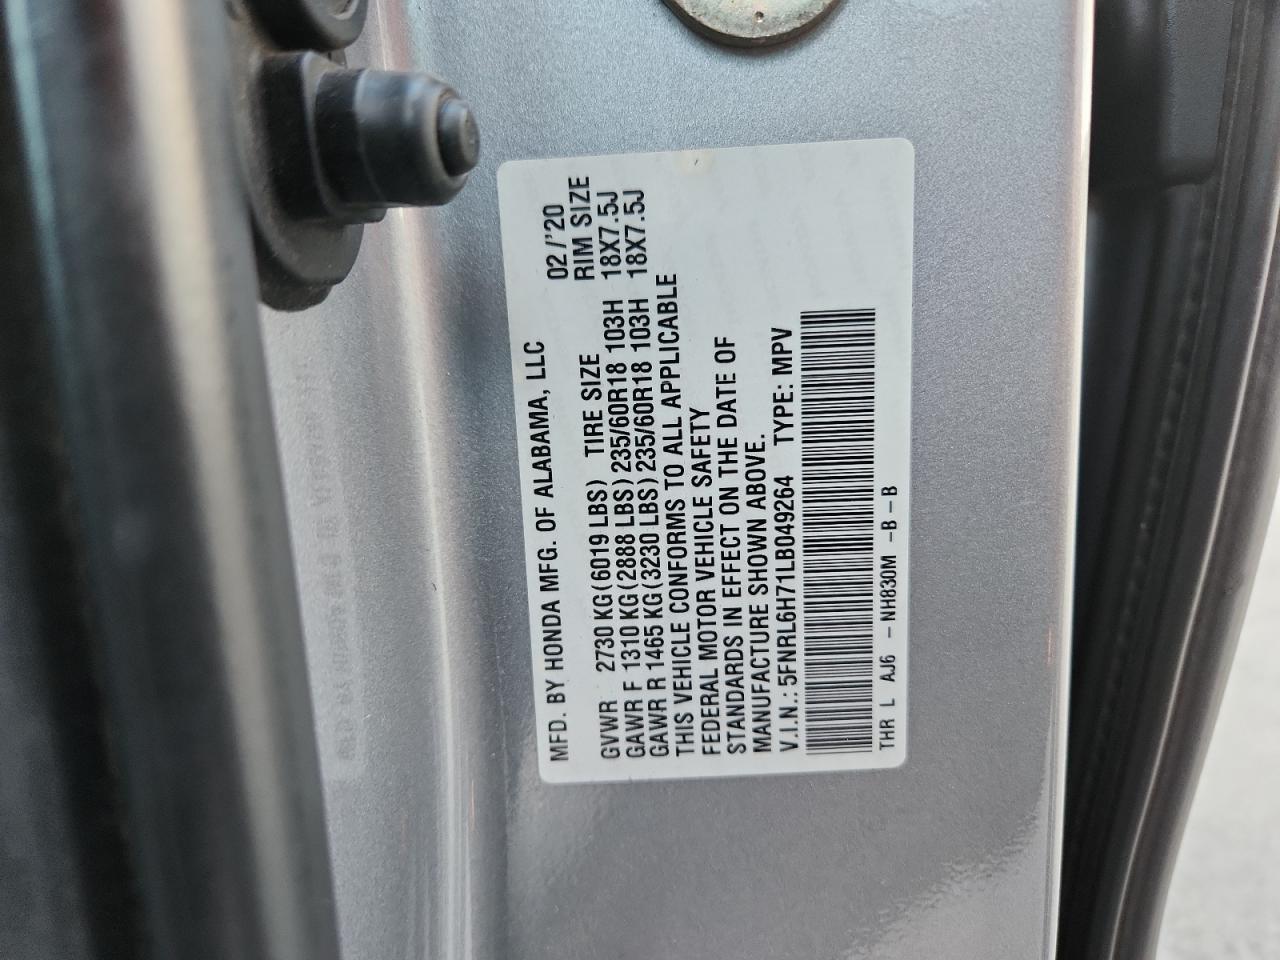 MFD. BY HONDA MFG. OF ALABAMA, LLC 02/'20
GVWR 2730 KG(6019 LBS) TIRE SIZE RIM SIZE
GAWR F 1310 KG(2888 LBS)235/60R18 103H 18X7.5J
GAWR R 1465 KG(3230 LBS)235/60R18 103H 18X7.5J
THIS VEHICLE CONFORMS TO ALL APPLICABLE
FEDERAL MOTOR VEHICLE SAFETY
STANDARDS IN EFFECT ON THE DATE OF
MANUFACTURE SHOWN ABOVE.
V.I.N.: 5FNRL6H71LB049264 TYPE: MPV
THR L AJ6 -NH830M -B-B